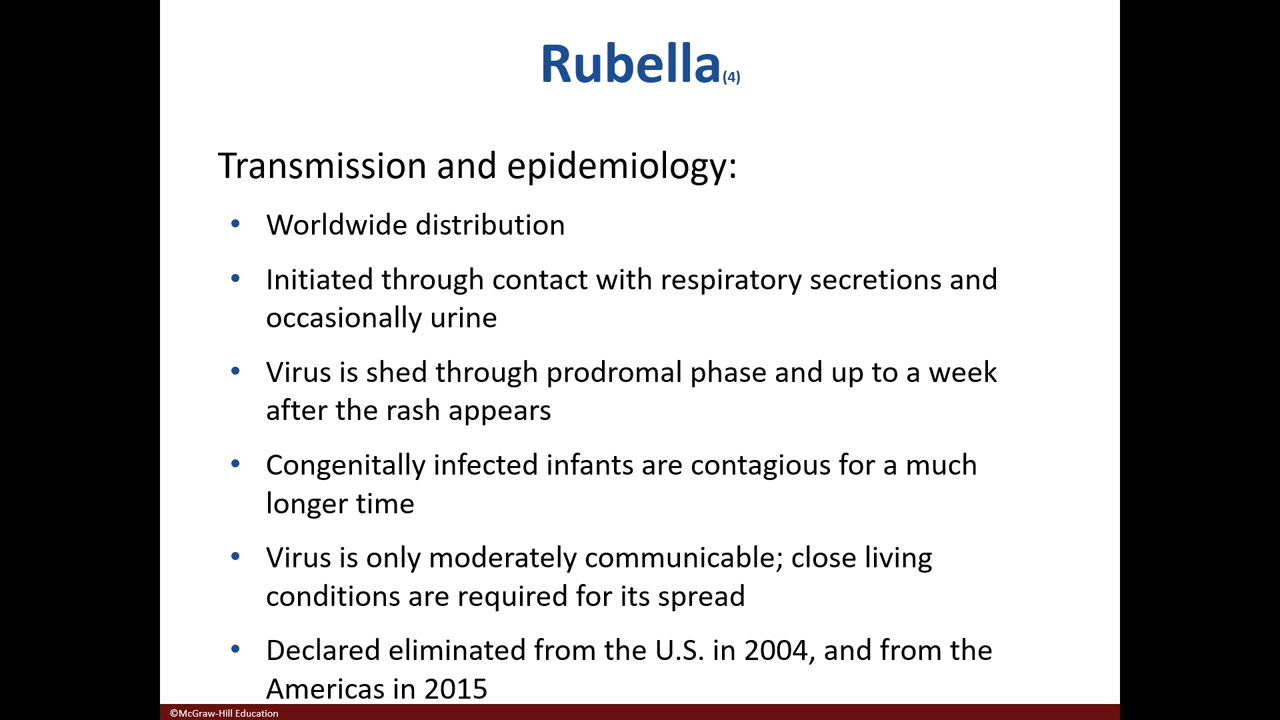 Rubella(4)
Transmission and epidemiology:
• Worldwide distribution
• Initiated through contact with respiratory secretions and
occasionally urine
• Virus is shed through prodromal phase and up to a week
after the rash appears
• Congenitally infected infants are contagious for a much
longer time
• Virus is only moderately communicable; close living
conditions are required for its spread
• Declared eliminated from the U.S. in 2004, and from the
Americas in 2015
©McGraw-Hill Education